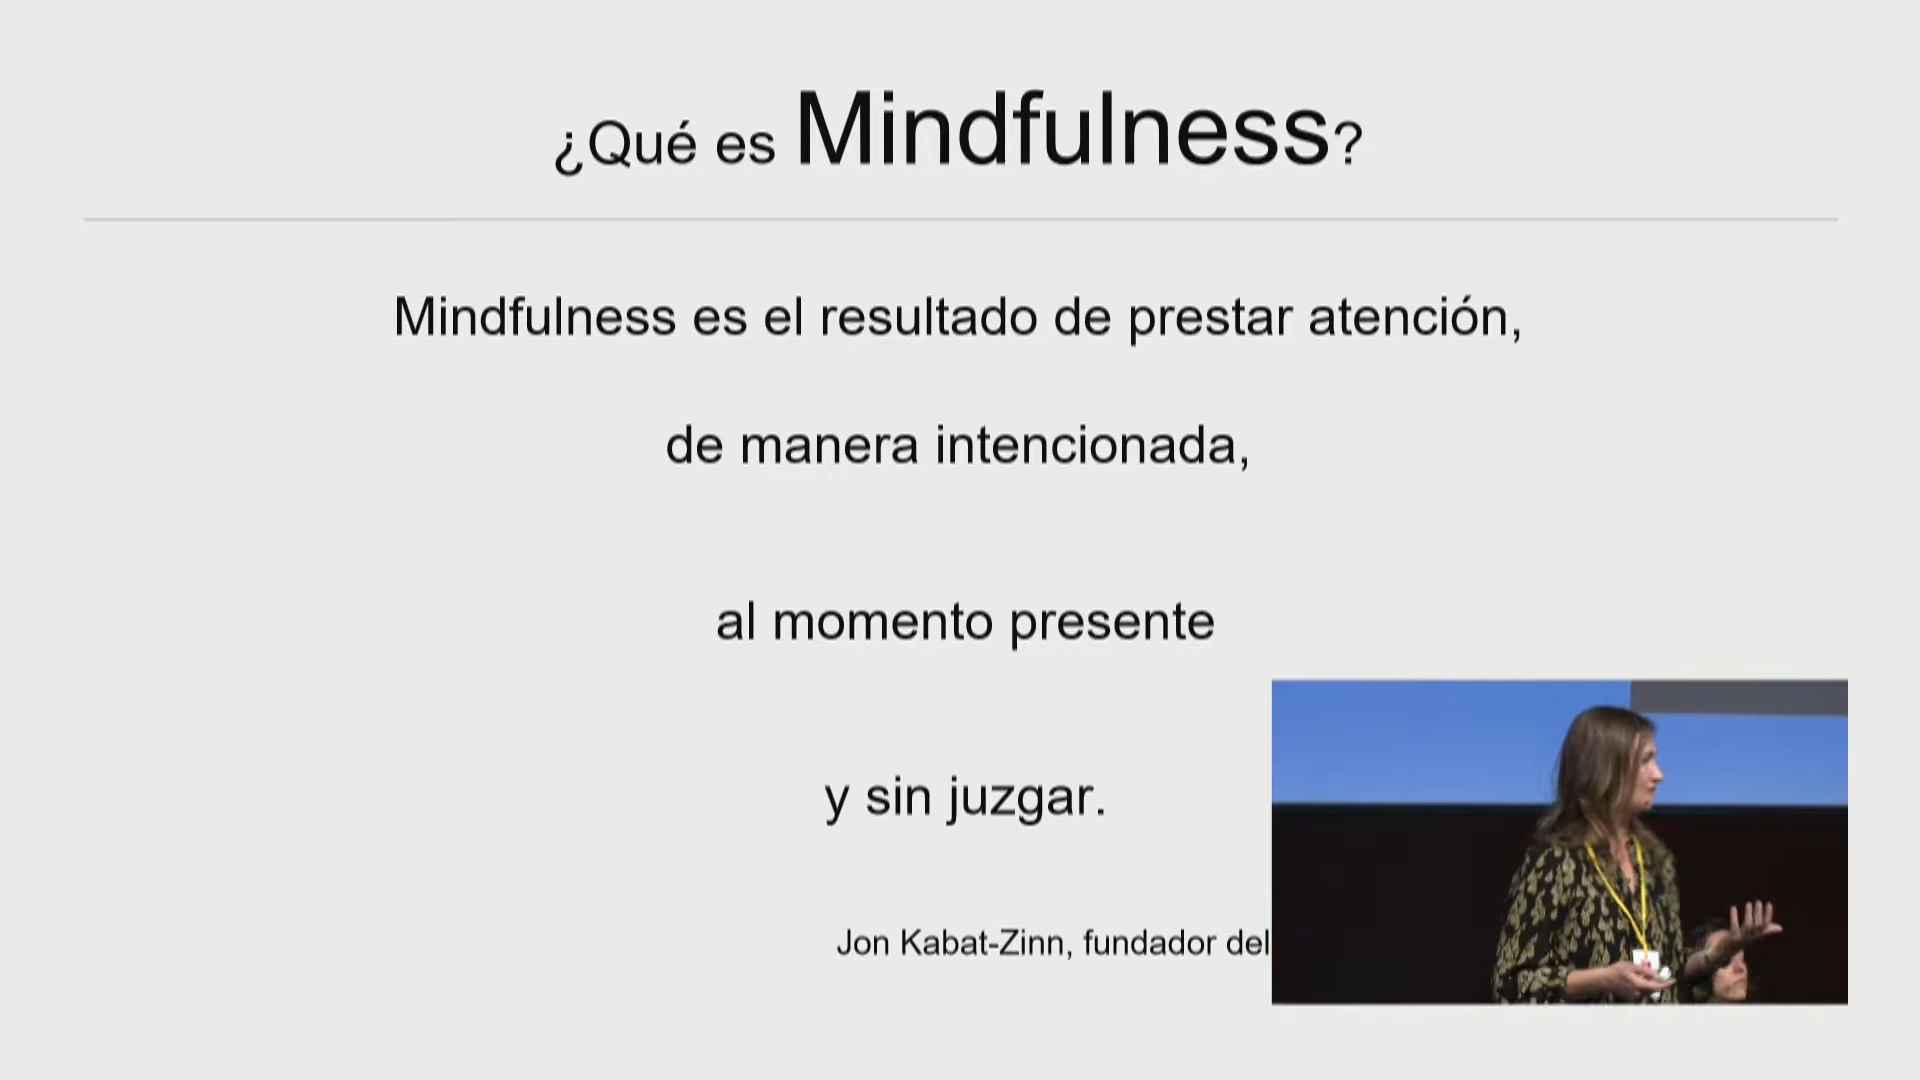 ¿Qué es Mindfulness?
Mindfulness es el resultado de prestar atención,
de manera intencionada,
al momento presente
y sin juzgar.
Jon Kabat-Zinn, fundador del